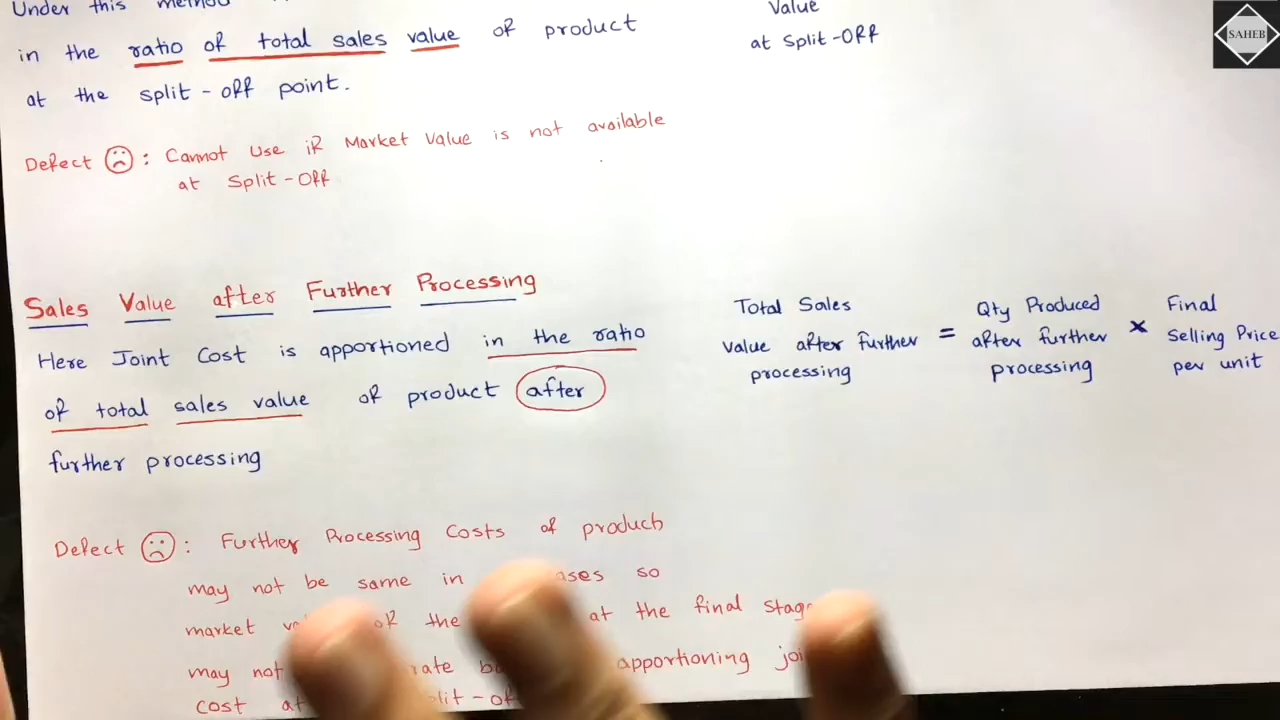 Under this method
in the ratio of total sales value of product
at the split-off point.
Value
at Split-Off
SAHEB
Defect : Cannot Use if Market Value is not available
at Split-Off
Sales Value after Further Processing
Here Joint Cost is apportioned in the ratio
of total sales value of product after
further processing
Total Sales
value after further
processing
=
Qty Produced
after further
processing
×
Final
Selling Price
per unit
Defect : Further Processing Costs of product
may not be same in so
market of the at the final
may not apportioning
cost at